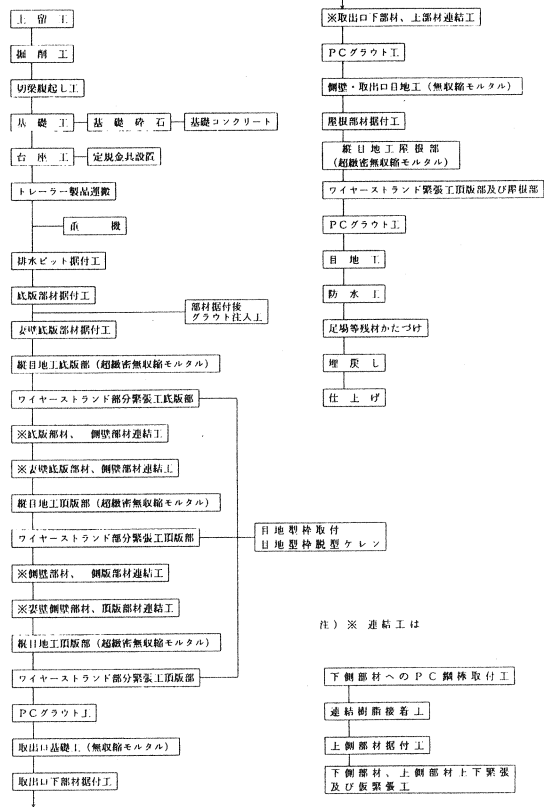 土留工
掘削工
切梁腹起し工
基礎工
基礎砕石
基礎コンクリート
台座工
定規金具設置
トレーラー製品運搬
重機
排水ピット据付工
底版部材据付工
部材据付後
グラウト注入工
妻壁底版部材据付工
縦目地工底版部(超緻密無収縮モルタル)
ワイヤーストランド部分緊張工底版部
※底版部材、側壁部材連結工
※妻壁底版部材、側壁部材連結工
縦目地工頂版部(超緻密無収縮モルタル)
ワイヤーストランド部分緊張工頂版部
目地型枠取付
目地型枠脱型ケレン
※側壁部材、側版部材連結工
※妻壁側壁部材、頂版部材連結工
縦目地工頂版部(超緻密無収縮モルタル)
ワイヤーストランド部分緊張工頂版部
PCグラウト工
取出口基礎工(無収縮モルタル)
取出口下部材据付工
※取出口下部材、上部材連結工
PCグラウト工
側壁・取出口目地工(無収縮モルタル)
屋根部材据付工
縦目地工屋根部
(超緻密無収縮モルタル)
ワイヤーストランド緊張工頂版部及び屋根部
PCグラウト工
目地工
防水工
足場等残材かたづけ
埋戻し
仕上げ
注)※ 連結工は
下側部材へのPC鋼棒取付工
連結樹脂接着工
上側部材据付工
下側部材、上側部材上下緊張
及び仮緊張工